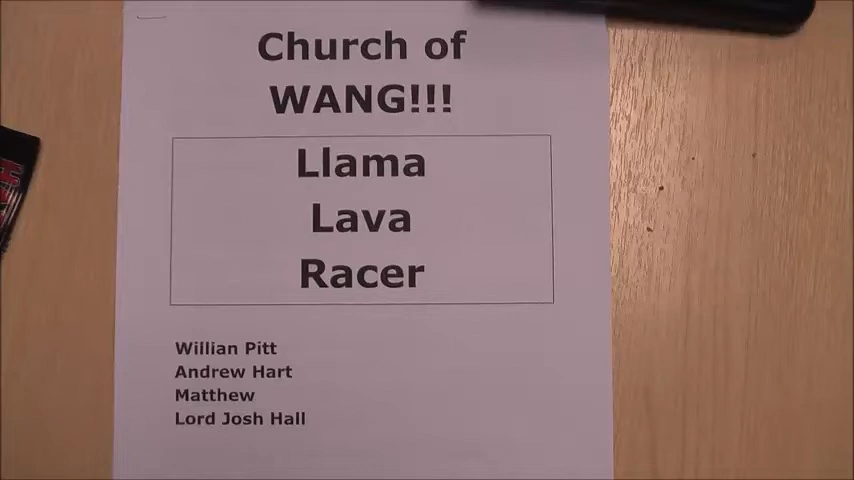 Church of
WANG!!!
Llama
Lava
Racer
Willian Pitt
Andrew Hart
Matthew
Lord Josh Hall